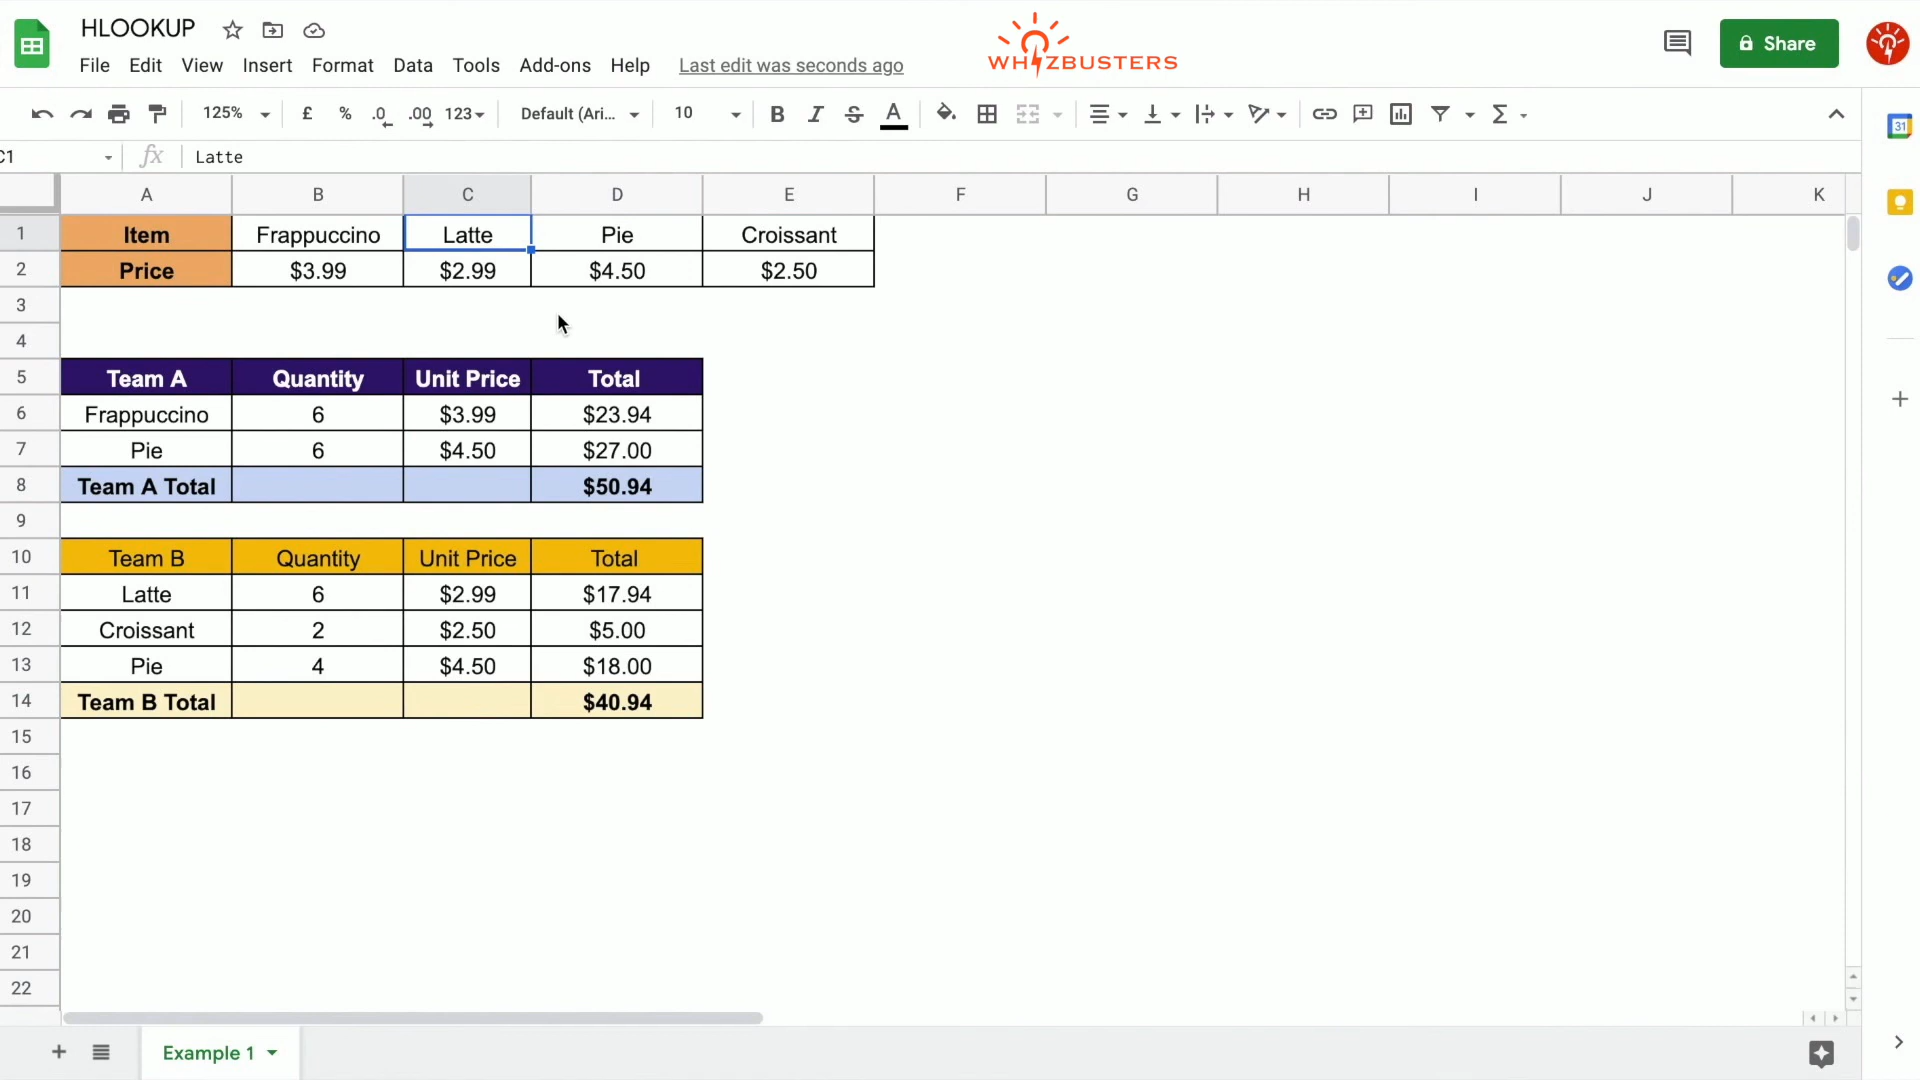 HLOOKUP
File Edit View Insert Format Data Tools Add-ons Help Last edit was seconds ago
WHIZBUSTERS
Share
125% £ % .0 .00 123 Default (Ari... 10 B I S A Σ
31
C1 fx Latte
A B C D E F G H I J K
1 Item Frappuccino Latte Pie Croissant
2 Price $3.99 $2.99 $4.50 $2.50
3
4
5 Team A Quantity Unit Price Total
6 Frappuccino 6 $3.99 $23.94
7 Pie 6 $4.50 $27.00
8 Team A Total $50.94
9
10 Team B Quantity Unit Price Total
11 Latte 6 $2.99 $17.94
12 Croissant 2 $2.50 $5.00
13 Pie 4 $4.50 $18.00
14 Team B Total $40.94
15
16
17
18
19
20
21
22
Example 1